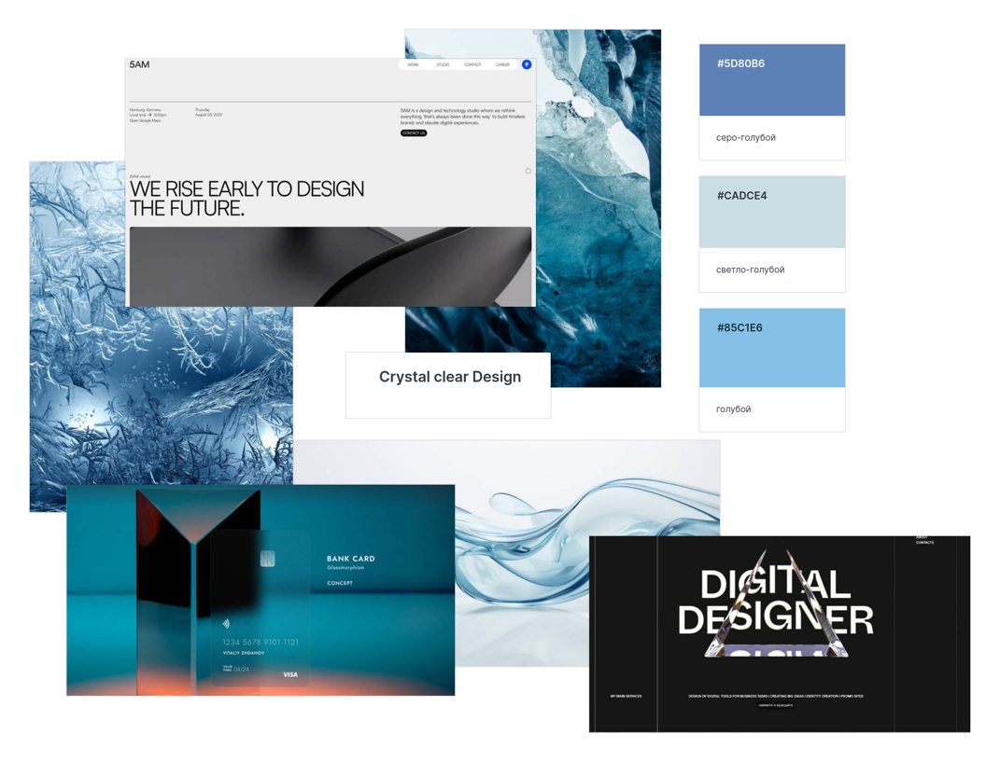 5AM
WORK STUDIO CONTACT CAREER
Hamburg, Germany
Local time → 12:00pm
Open Google Maps
Thursday
August 03, 2023
5AM is a design and technology studio where we rethink
everything 'that's always been done this way' to build timeless
brands and elevate digital experiences.
CONTACT US
(5AM values)
WE RISE EARLY TO DESIGN
THE FUTURE.
#5D80B6
серо-голубой
#CADCE4
светло-голубой
#85C1E6
голубой
Crystal clear Design
BANK CARD
Glassmorphism
CONCEPT
1234 5678 9101 1121
VITALIY ZHDANOV
VALID
THRU 04/24
VISA
ABOUT
CONTACTS
DIGITAL
DESIGNER
MY MAIN SERVICES
DESIGN OF DIGITAL TOOLS FOR BUSINESS TASKS | CREATING BIG IDEAS | IDENTITY CREATION | PROMO SITES
нажмите и вращайте